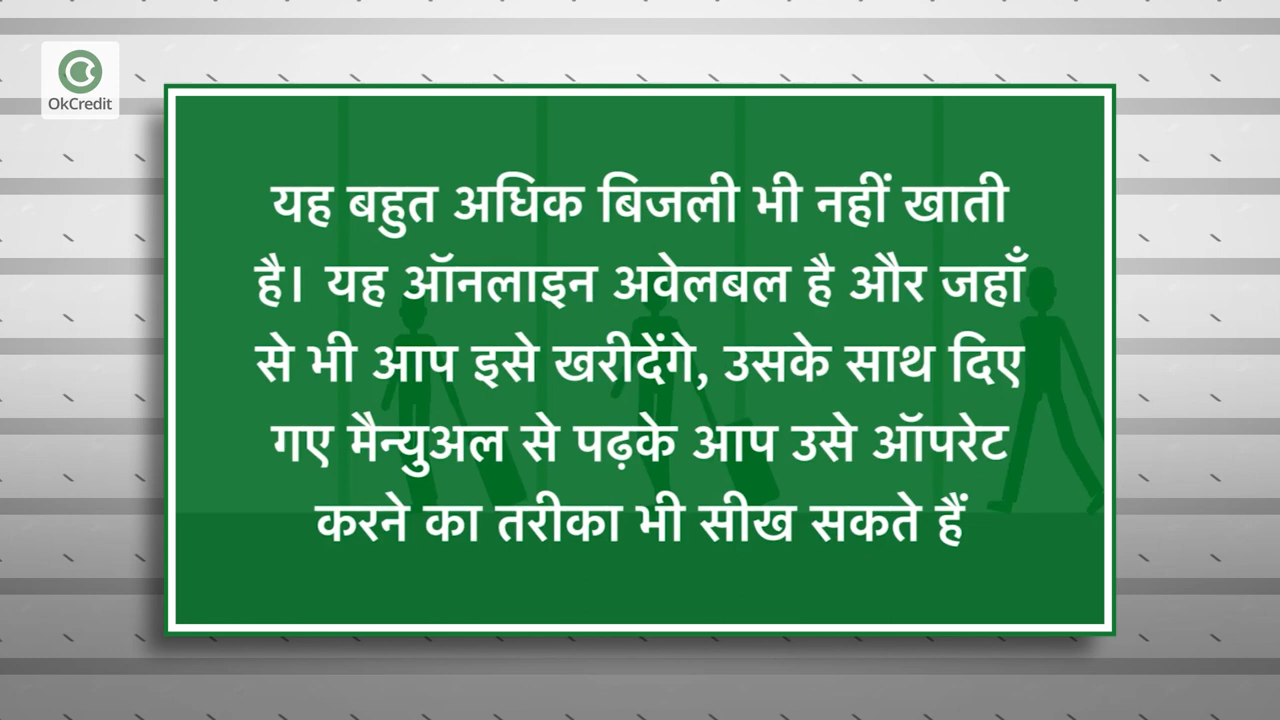 OkCredit
यह बहुत अधिक बिजली भी नहीं खाती
है। यह ऑनलाइन अवेलबल है और जहाँ
से भी आप इसे खरीदेंगे, उसके साथ दिए
गए मैन्युअल से पढ़के आप उसे ऑपरेट
करने का तरीका भी सीख सकते हैं